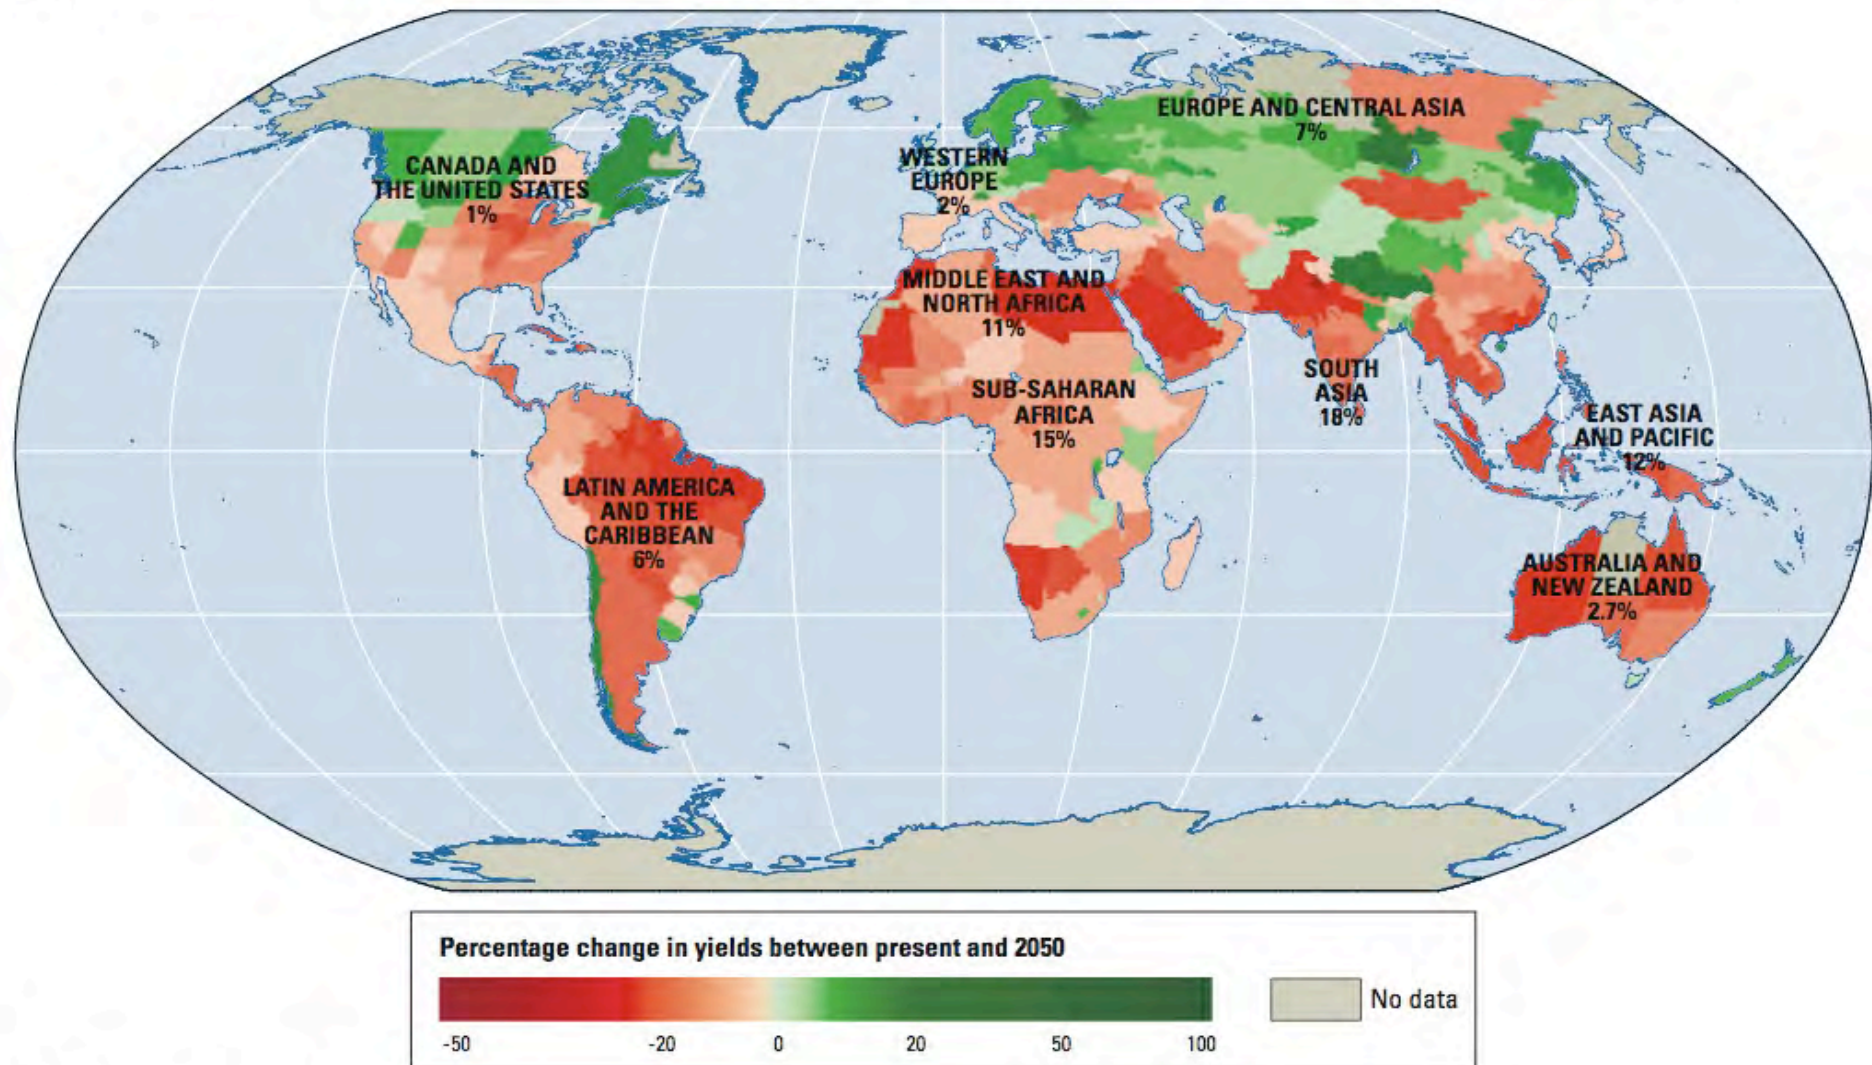 EUROPE AND CENTRAL ASIA
7%
WESTERN
EUROPE
2%
CANADA AND
THE UNITED STATES
1%
MIDDLE EAST AND
NORTH AFRICA
11%
SUB-SAHARAN
AFRICA
15%
SOUTH
ASIA
18%
EAST ASIA
AND PACIFIC
12%
LATIN AMERICA
AND THE
CARIBBEAN
6%
AUSTRALIA AND
NEW ZEALAND
2.7%
Percentage change in yields between present and 2050
No data
-50 -20 0 20 50 100